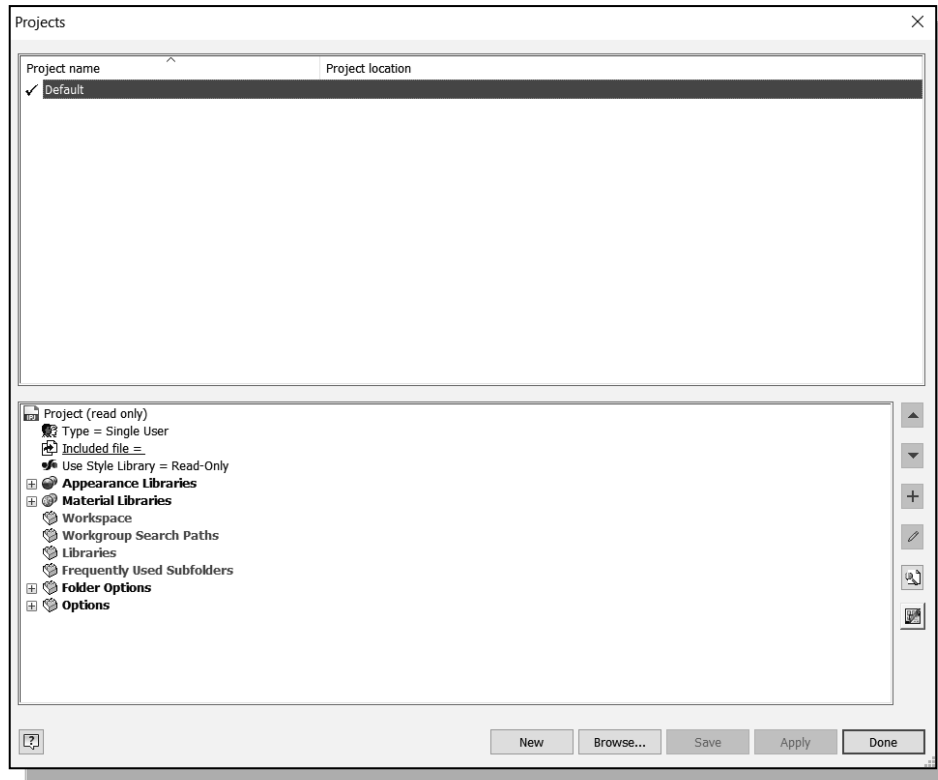 Projects
Project name Project location
Default
Project (read only)
Type = Single User
Included file =
Use Style Library = Read-Only
Appearance Libraries
Material Libraries
Workspace
Workgroup Search Paths
Libraries
Frequently Used Subfolders
Folder Options
Options
New Browse... Save Apply Done